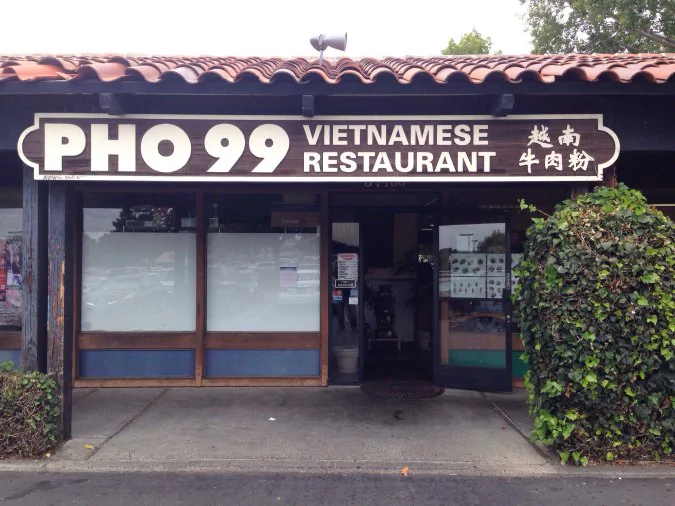 PHO 99
VIETNAMESE
RESTAURANT
越南
牛肉粉